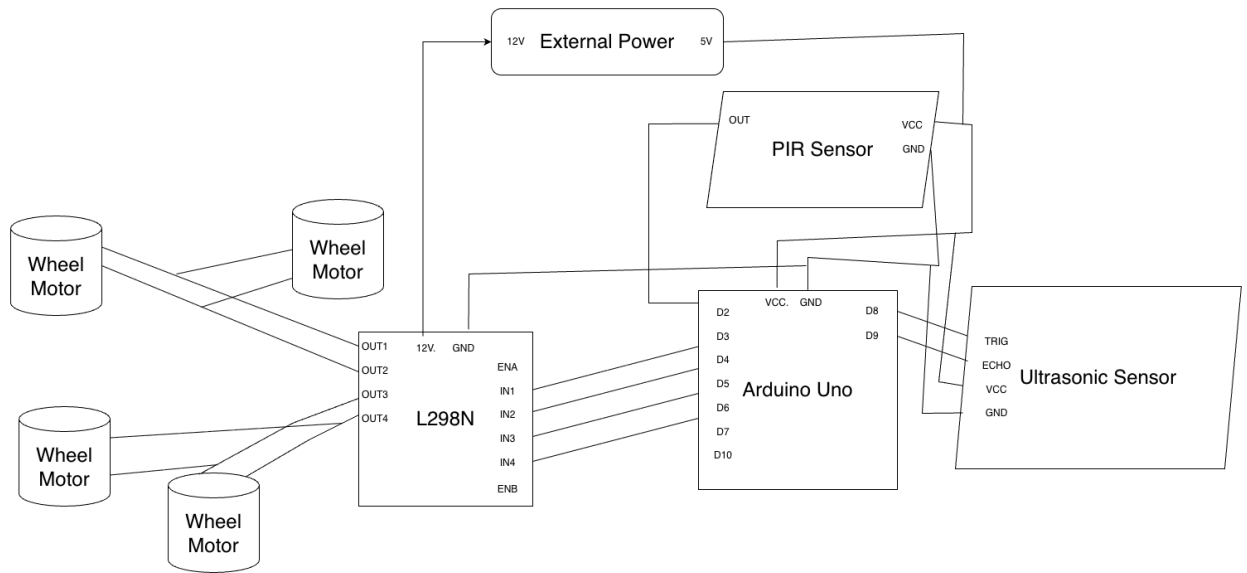 12V External Power 5V
OUT
VCC
PIR Sensor
GND
Wheel
Motor
Wheel
Motor
VCC. GND
D2
D3
D4
D5
D6
D7
D10
D8
D9
Arduino Uno
TRIG
ECHO
VCC
GND
Ultrasonic Sensor
OUT1
OUT2
OUT3
OUT4
12V. GND
L298N
ENA
IN1
IN2
IN3
IN4
ENB
Wheel
Motor
Wheel
Motor